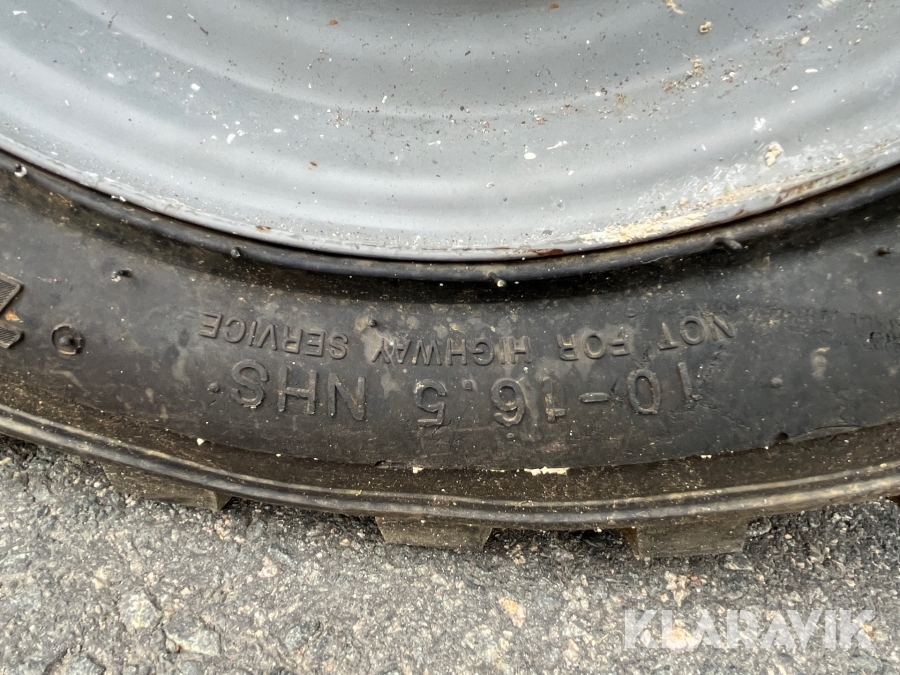 10-16.5 NHS
NOT FOR HIGHWAY SERVICE
KLARAVIK